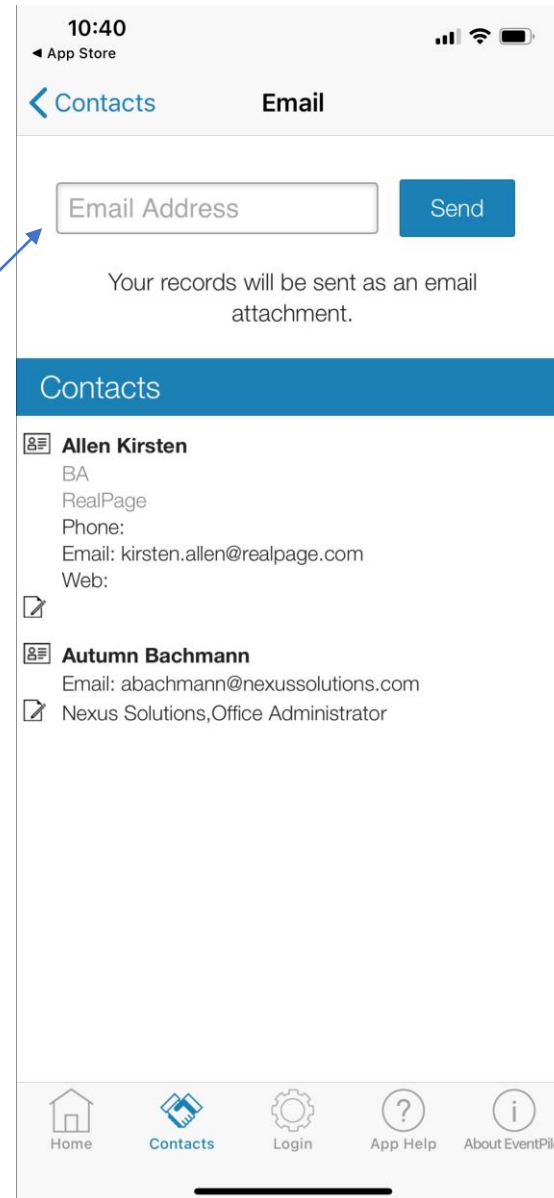 10:40
◀ App Store
Contacts
Email
Email Address
Send
Your records will be sent as an email
attachment.
Contacts
Allen Kirsten
BA
RealPage
Phone:
Email: kirsten.allen@realpage.com
Web:
Autumn Bachmann
Email: abachmann@nexussolutions.com
Nexus Solutions,Office Administrator
Home
Contacts
Login
App Help
About EventPil